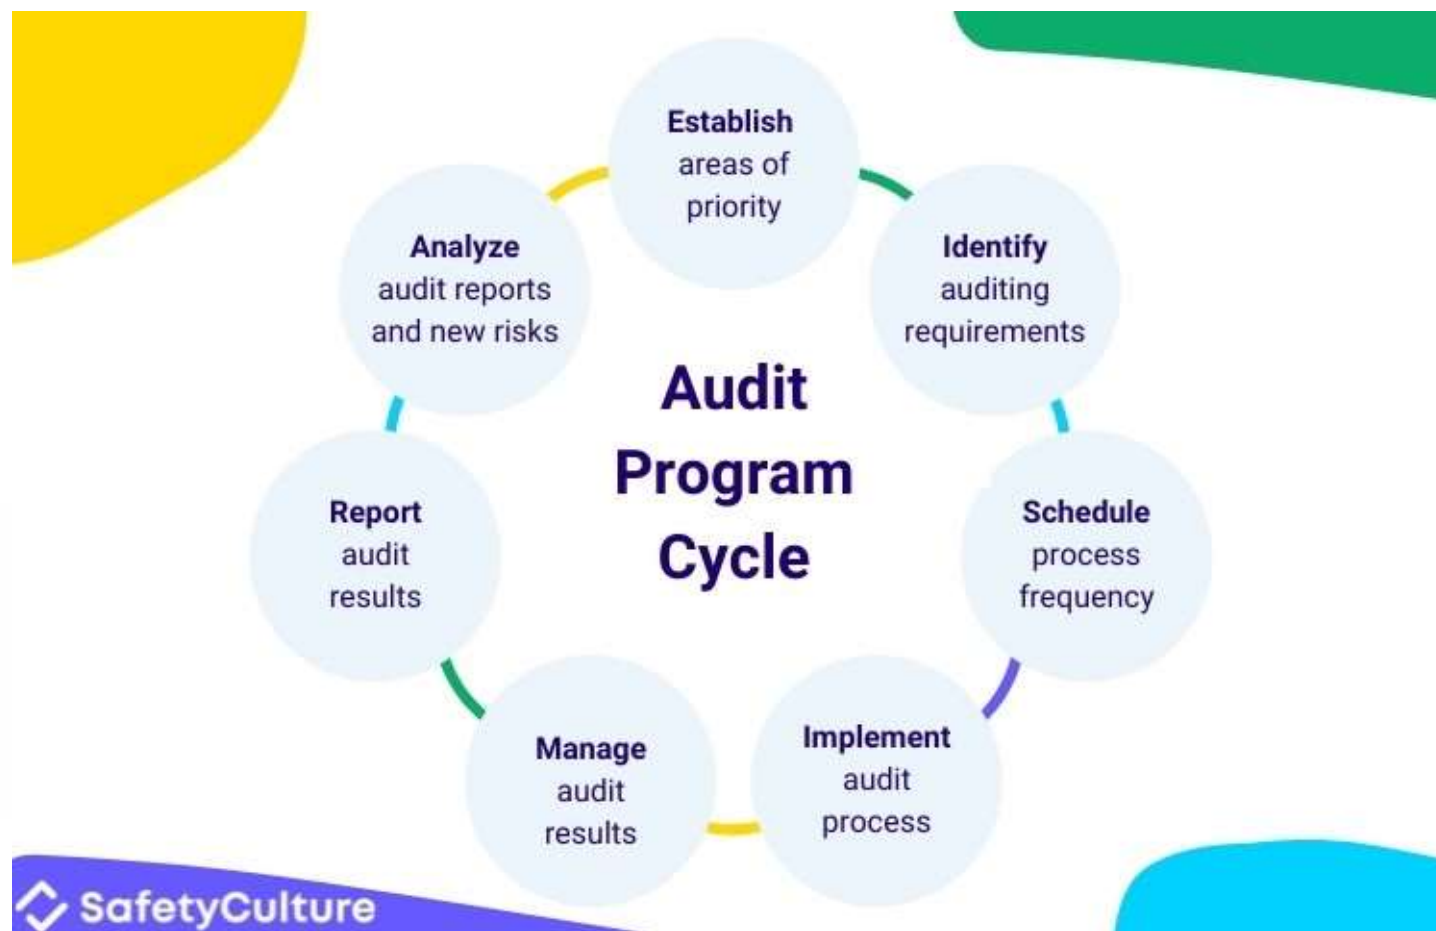 Establish
areas of
priority
Identify
auditing
requirements
Schedule
process
frequency
Implement
audit
process
Manage
audit
results
Report
audit
results
Analyze
audit reports
and new risks
Audit
Program
Cycle
SafetyCulture